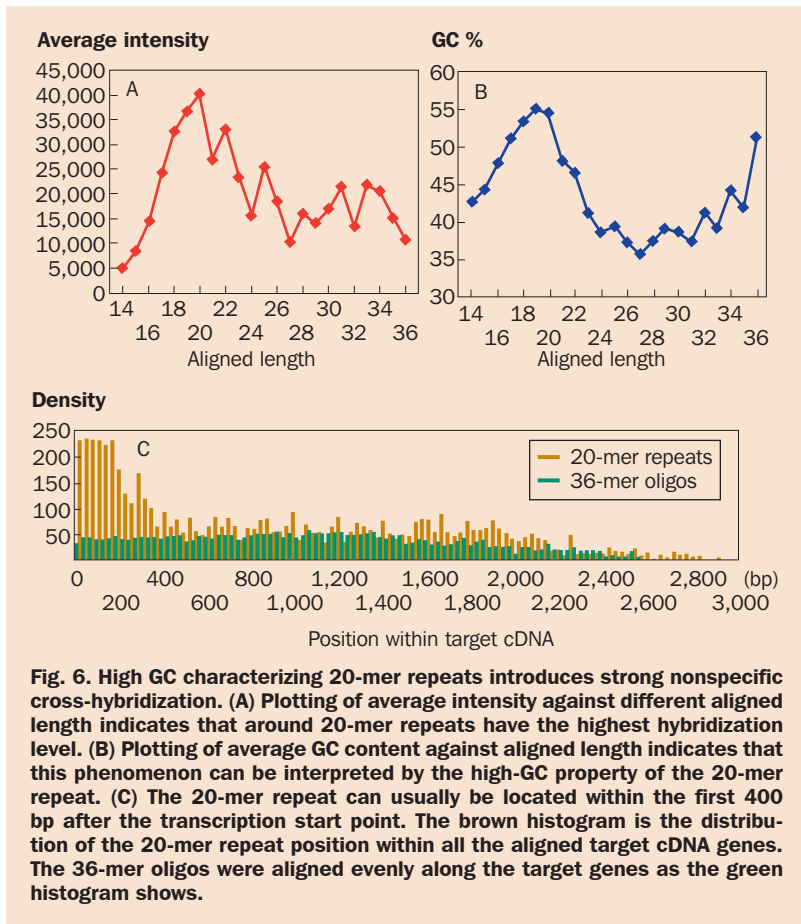 Average intensity
GC %
45,000
40,000
35,000
30,000
25,000
20,000
15,000
10,000
5,000
0
A
14 18 22 26 30 34
16 20 24 28 32 36
Aligned length
60
55
50
45
40
35
30
B
14 18 22 26 30 34
16 20 24 28 32 36
Aligned length
Density
250
200
150
100
50
C
20-mer repeats
36-mer oligos
0 400 800 1,200 1,600 2,000 2,400 2,800 (bp)
200 600 1,000 1,400 1,800 2,200 2,600 3,000
Position within target cDNA
Fig. 6. High GC characterizing 20-mer repeats introduces strong nonspecific
cross-hybridization. (A) Plotting of average intensity against different aligned
length indicates that around 20-mer repeats have the highest hybridization
level. (B) Plotting of average GC content against aligned length indicates that
this phenomenon can be interpreted by the high-GC property of the 20-mer
repeat. (C) The 20-mer repeat can usually be located within the first 400
bp after the transcription start point. The brown histogram is the distribu-
tion of the 20-mer repeat position within all the aligned target cDNA genes.
The 36-mer oligos were aligned evenly along the target genes as the green
histogram shows.